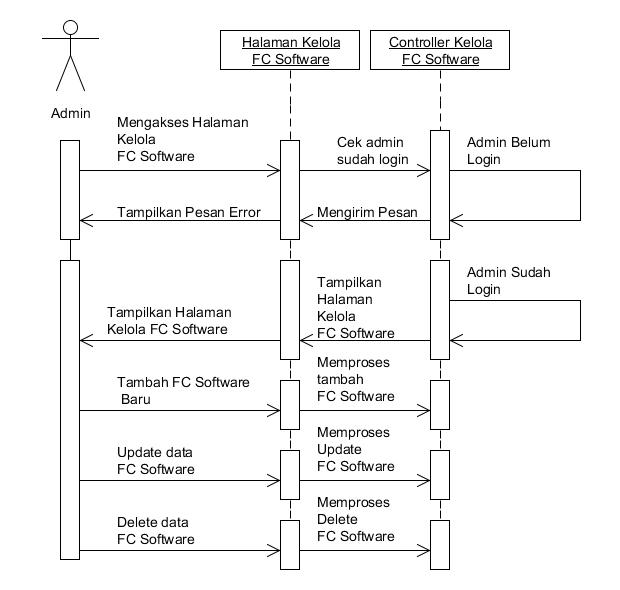 Halaman Kelola
FC Software
Controller Kelola
FC Software
Admin
Mengakses Halaman
Kelola
FC Software
Cek admin
sudah login
Admin Belum
Login
Tampilkan Pesan Error
Mengirim Pesan
Admin Sudah
Login
Tampilkan
Halaman
Kelola
FC Software
Tampilkan Halaman
Kelola FC Software
Tambah FC Software
Baru
Memproses
tambah
FC Software
Update data
FC Software
Memproses
Update
FC Software
Delete data
FC Software
Memproses
Delete
FC Software